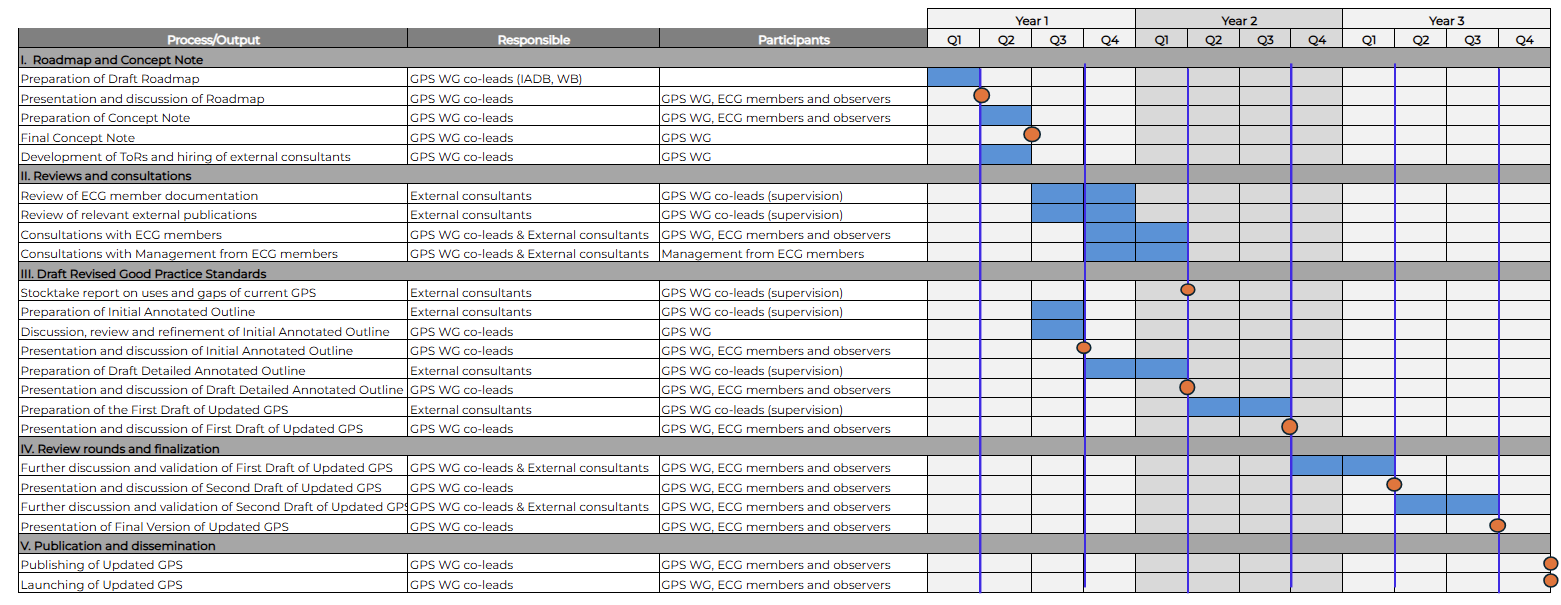 Year 1 Year 2 Year 3
Process/Output Responsible Participants Q1 Q2 Q3 Q4 Q1 Q2 Q3 Q4 Q1 Q2 Q3 Q4
I. Roadmap and Concept Note
Preparation of Draft Roadmap GPS WG co-leads (IADB, WB)
Presentation and discussion of Roadmap GPS WG co-leads GPS WG, ECG members and observers
Preparation of Concept Note GPS WG co-leads GPS WG, ECG members and observers
Final Concept Note GPS WG co-leads GPS WG
Development of ToRs and hiring of external consultants GPS WG co-leads GPS WG
II. Reviews and consultations
Review of ECG member documentation External consultants GPS WG co-leads (supervision)
Review of relevant external publications External consultants GPS WG co-leads (supervision)
Consultations with ECG members GPS WG co-leads & External consultants GPS WG, ECG members and observers
Consultations with Management from ECG members GPS WG co-leads & External consultants Management from ECG members
III. Draft Revised Good Practice Standards
Stocktake report on uses and gaps of current GPS External consultants GPS WG co-leads (supervision)
Preparation of Initial Annotated Outline External consultants GPS WG co-leads (supervision)
Discussion, review and refinement of Initial Annotated Outline GPS WG co-leads GPS WG
Presentation and discussion of Initial Annotated Outline GPS WG co-leads GPS WG, ECG members and observers
Preparation of Draft Detailed Annotated Outline External consultants GPS WG co-leads (supervision)
Presentation and discussion of Draft Detailed Annotated Outline GPS WG co-leads GPS WG, ECG members and observers
Preparation of the First Draft of Updated GPS External consultants GPS WG co-leads (supervision)
Presentation and discussion of First Draft of Updated GPS GPS WG co-leads GPS WG, ECG members and observers
IV. Review rounds and finalization
Further discussion and validation of First Draft of Updated GPS GPS WG co-leads & External consultants GPS WG, ECG members and observers
Presentation and discussion of Second Draft of Updated GPS GPS WG co-leads GPS WG, ECG members and observers
Further discussion and validation of Second Draft of Updated GPS GPS WG co-leads & External consultants GPS WG, ECG members and observers
Presentation of Final Version of Updated GPS GPS WG co-leads GPS WG, ECG members and observers
V. Publication and dissemination
Publishing of Updated GPS GPS WG co-leads GPS WG, ECG members and observers
Launching of Updated GPS GPS WG co-leads GPS WG, ECG members and observers